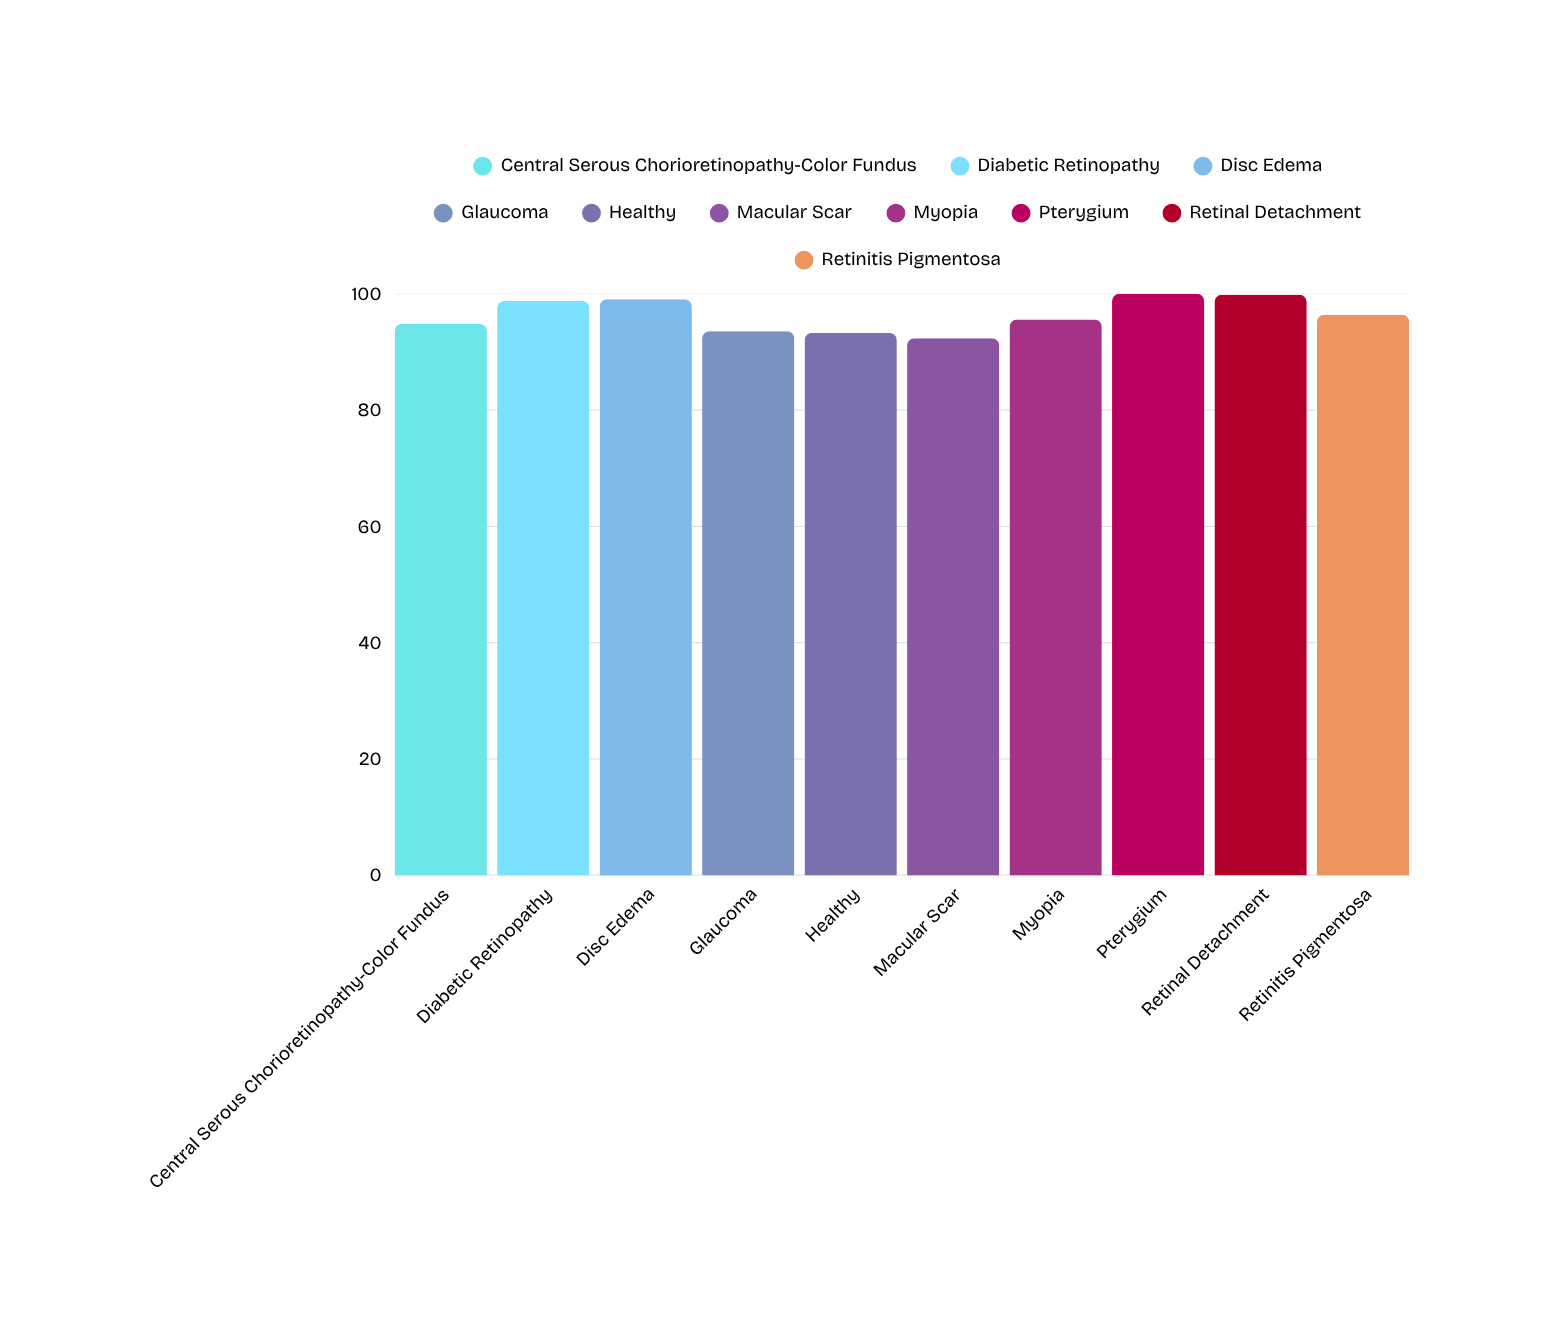 Central Serous Chorioretinopathy-Color Fundus Diabetic Retinopathy Disc Edema
Glaucoma Healthy Macular Scar Myopia Pterygium Retinal Detachment
Retinitis Pigmentosa
100
80
60
40
20
0
Central Serous Chorioretinopathy-Color Fundus
Diabetic Retinopathy
Disc Edema
Glaucoma
Healthy
Macular Scar
Myopia
Pterygium
Retinal Detachment
Retinitis Pigmentosa